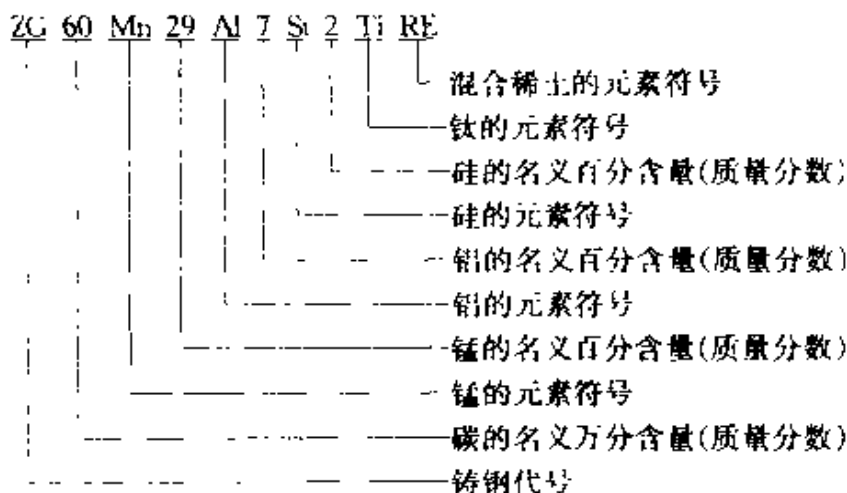 ZG 60 Mn 29 Al 7 Si 2 Ti RE
混合稀土的元素符号
钛的元素符号
硅的名义百分含量(质量分数)
硅的元素符号
铝的名义百分含量(质量分数)
铝的元素符号
锰的名义百分含量(质量分数)
锰的元素符号
碳的名义万分含量(质量分数)
铸钢代号